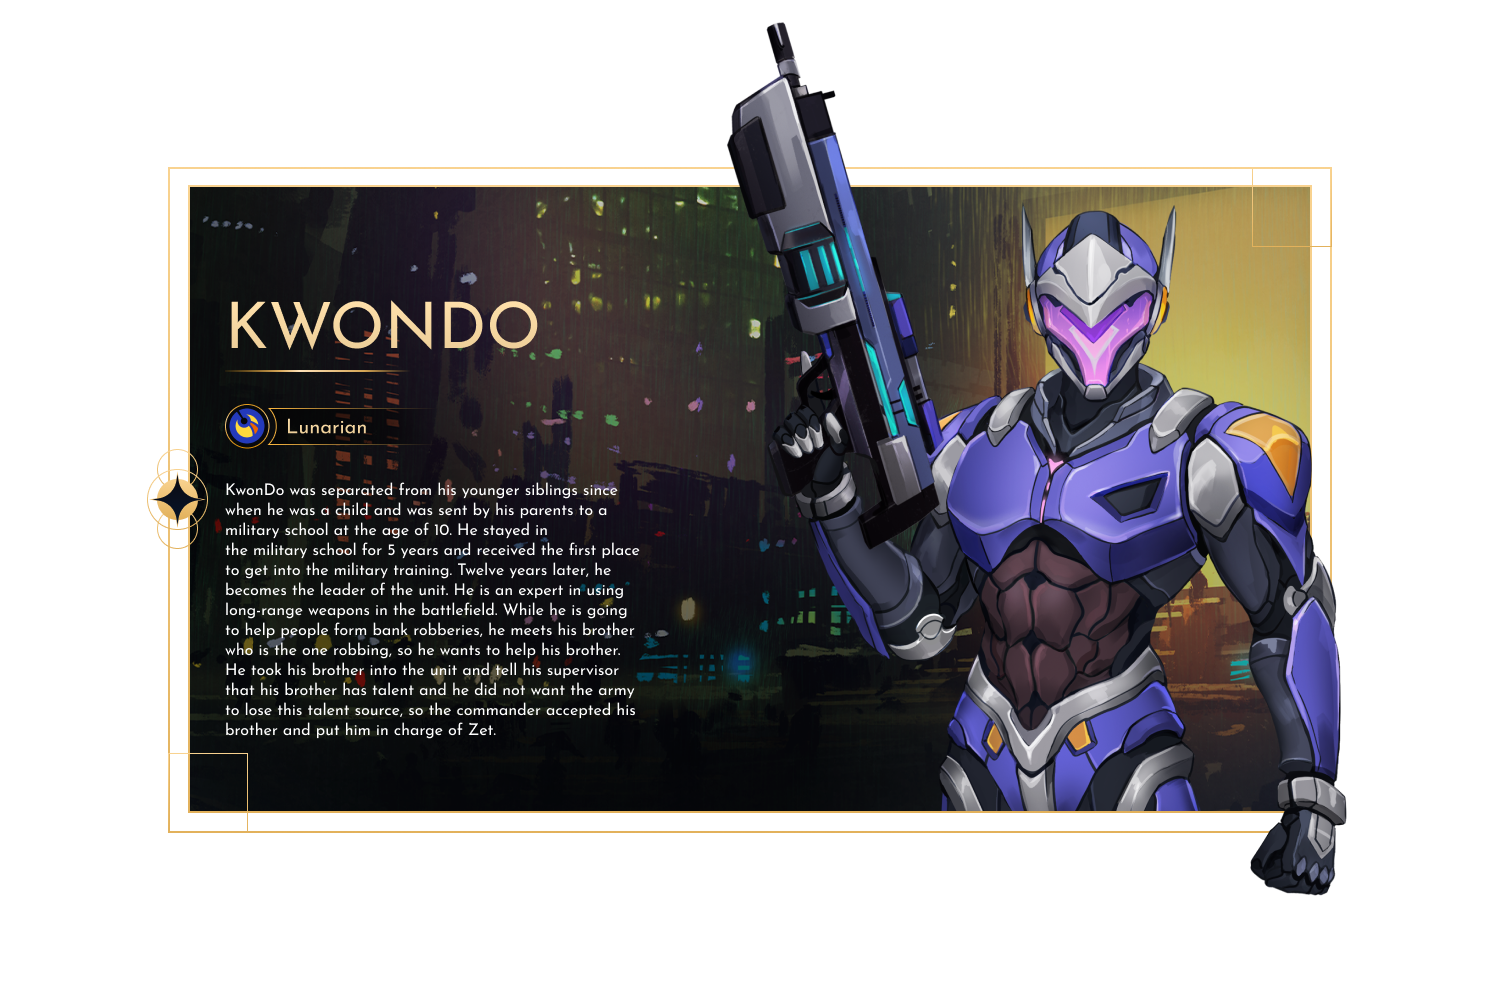 KWONDO
Lunarian
KwonDo was separated from his younger siblings since
when he was a child and was sent by his parents to a
military school at the age of 10. He stayed in
the military school for 5 years and received the first place
to get into the military training. Twelve years later, he
becomes the leader of the unit. He is an expert in using
long-range weapons in the battlefield. While he is going
to help people form bank robberies, he meets his brother
who is the one robbing, so he wants to help his brother.
He took his brother into the unit and tell his supervisor
that his brother has talent and he did not want the army
to lose this talent source, so the commander accepted his
brother and put him in charge of Zet.